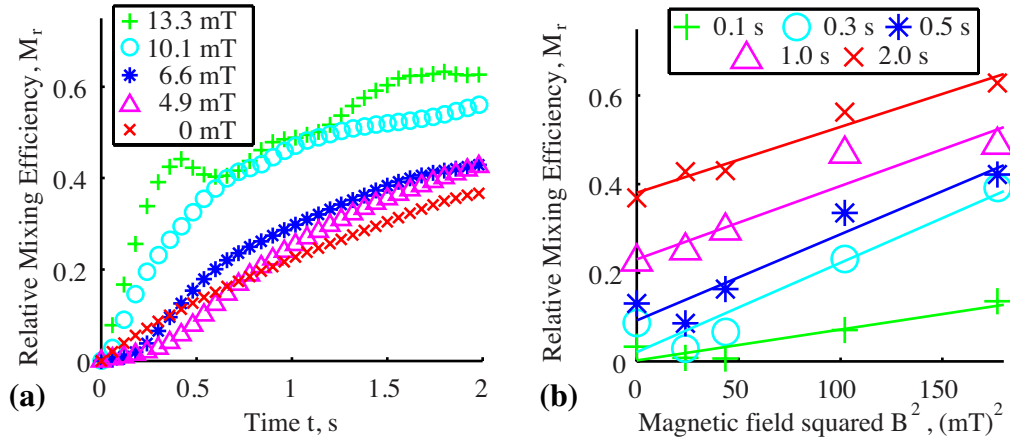 Relative Mixing Efficiency, M_r
0.6
0.4
0.2
0
13.3 mT
10.1 mT
6.6 mT
4.9 mT
0 mT
0 0.5 1 1.5 2
(a)
Time t, s
Relative Mixing Efficiency, M_r
0.6
0.4
0.2
0
0.1 s 0.3 s 0.5 s
1.0 s 2.0 s
0 50 100 150
(b)
Magnetic field squared B², (mT)²